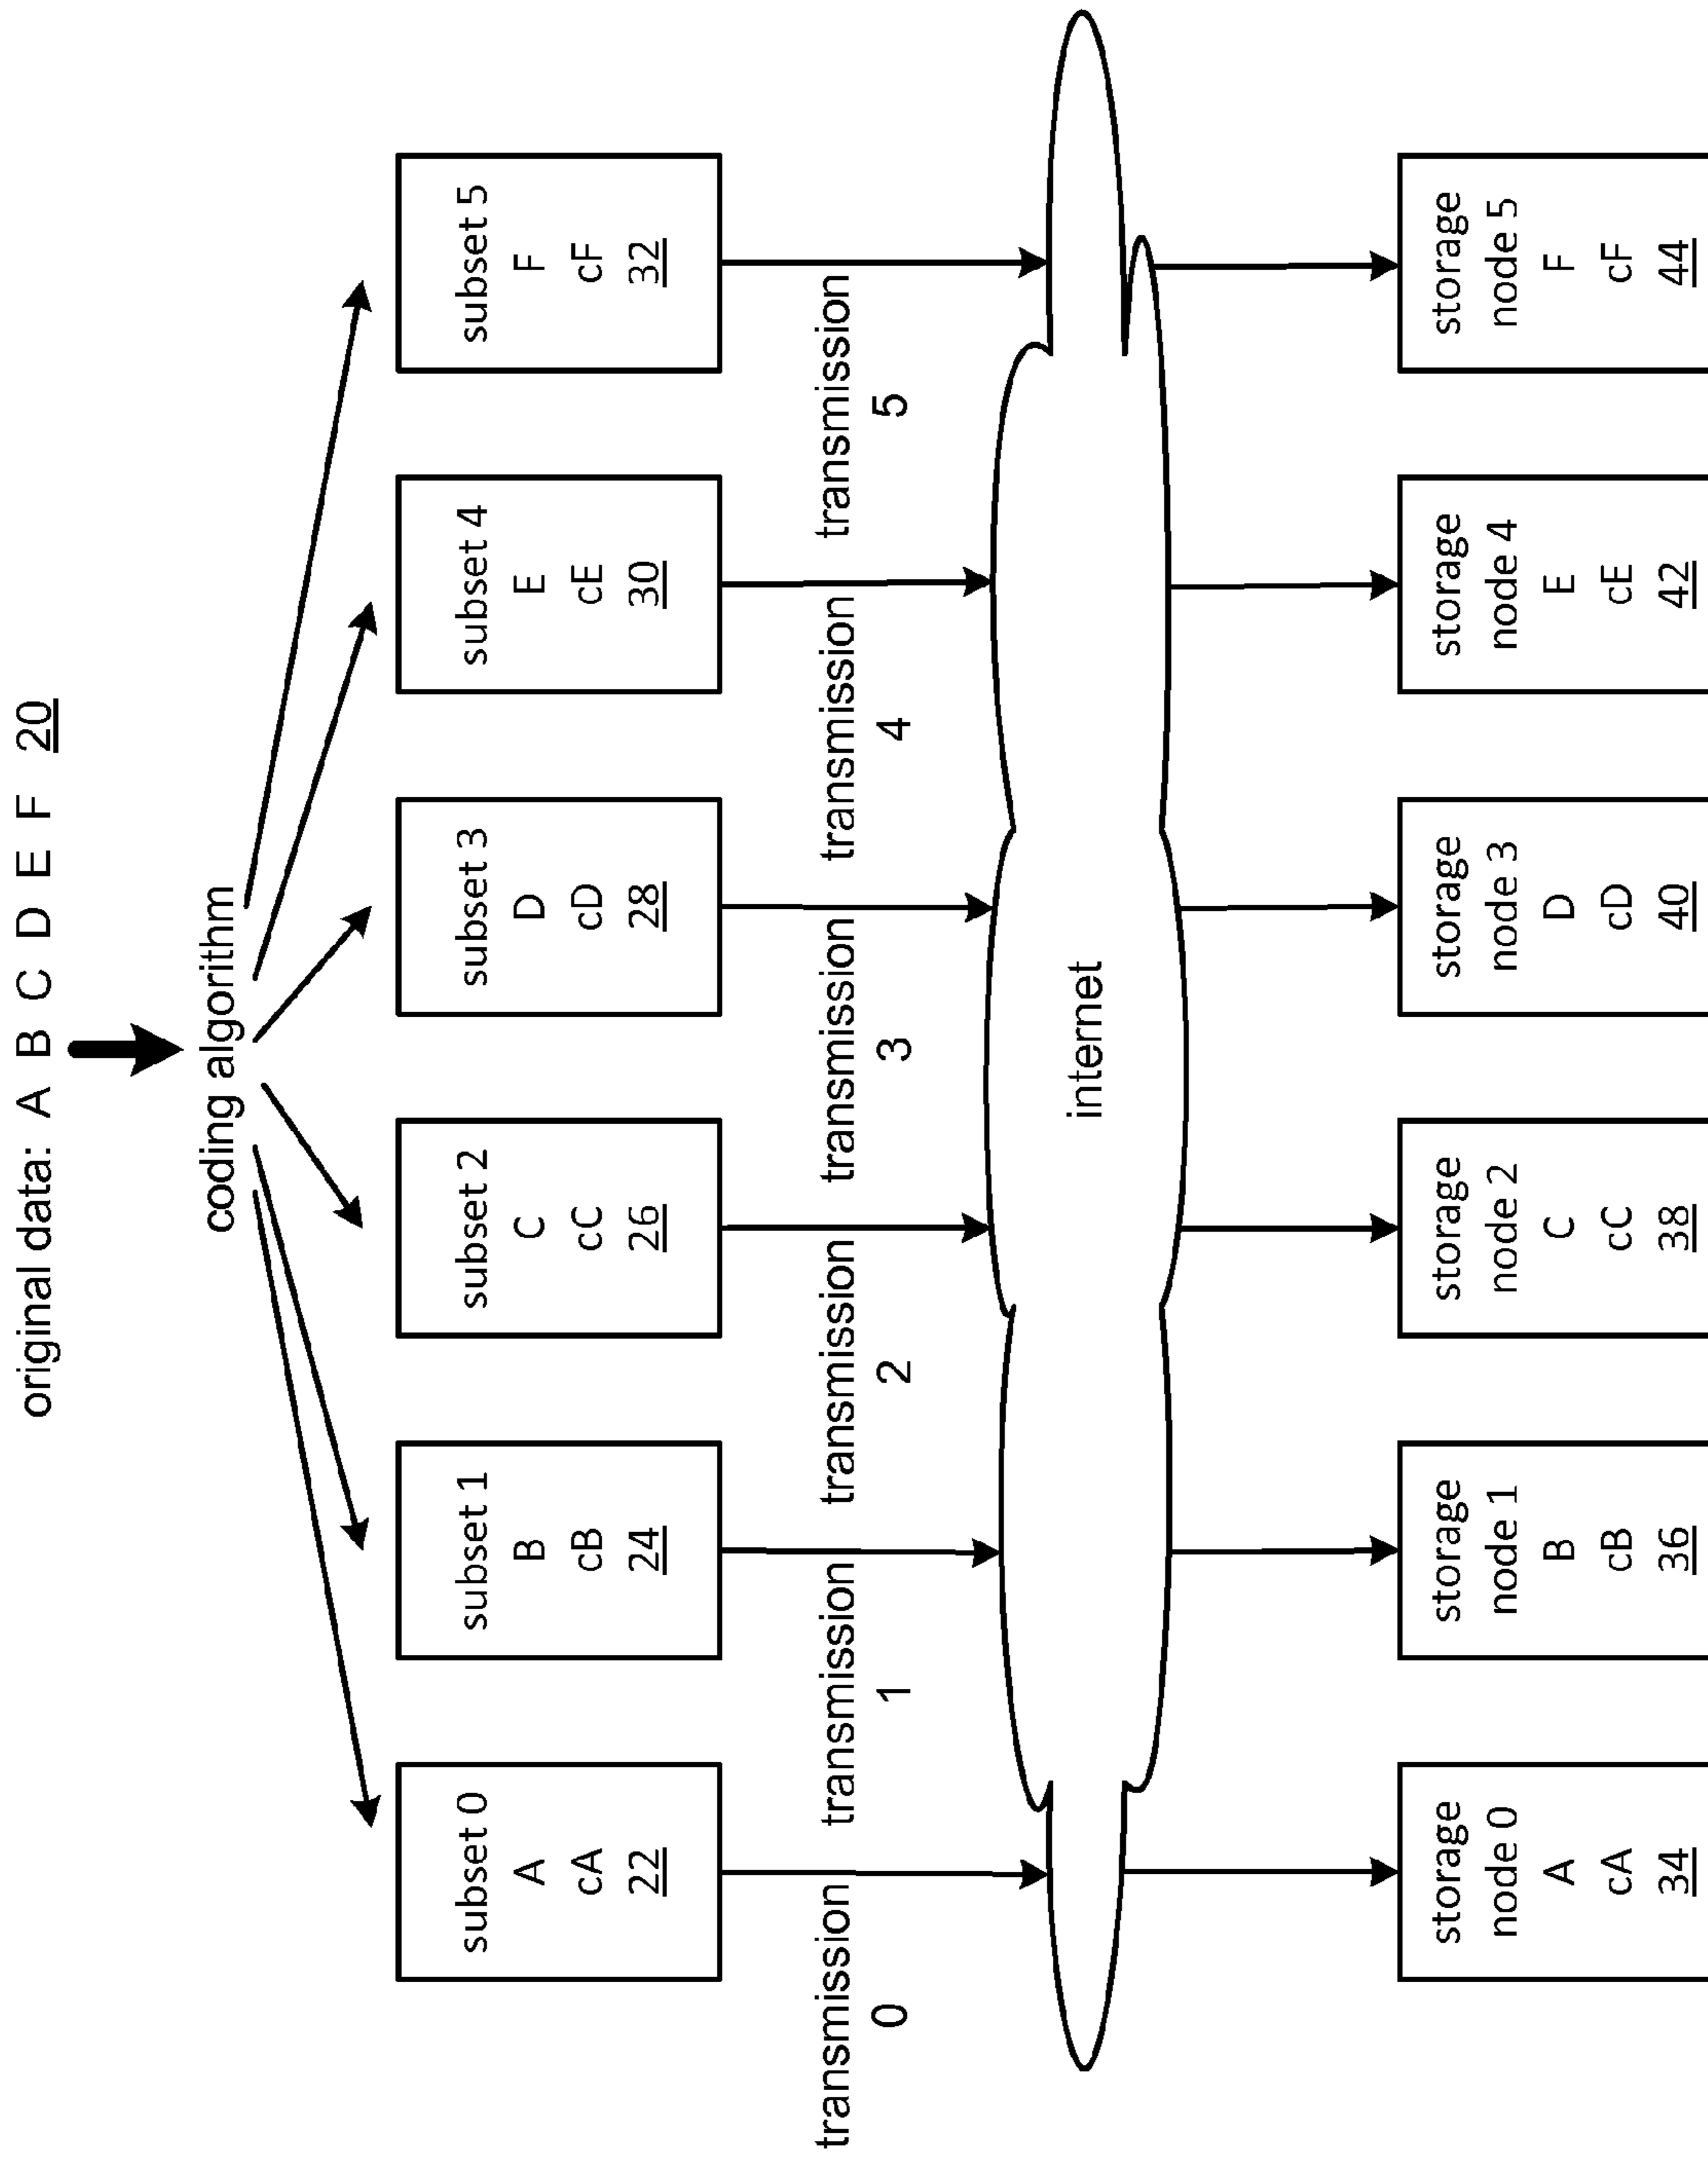 original data: A B C D E F 20
coding algorithm
subset 0
A
cA
22
subset 1
B
cB
24
subset 2
C
cC
26
subset 3
D
cD
28
subset 4
E
cE
30
subset 5
F
cF
32
transmission
0
transmission
1
transmission
2
transmission
3
transmission
4
transmission
5
internet
storage
node 0
A
cA
34
storage
node 1
B
cB
36
storage
node 2
C
cC
38
storage
node 3
D
cD
40
storage
node 4
E
cE
42
storage
node 5
F
cF
44